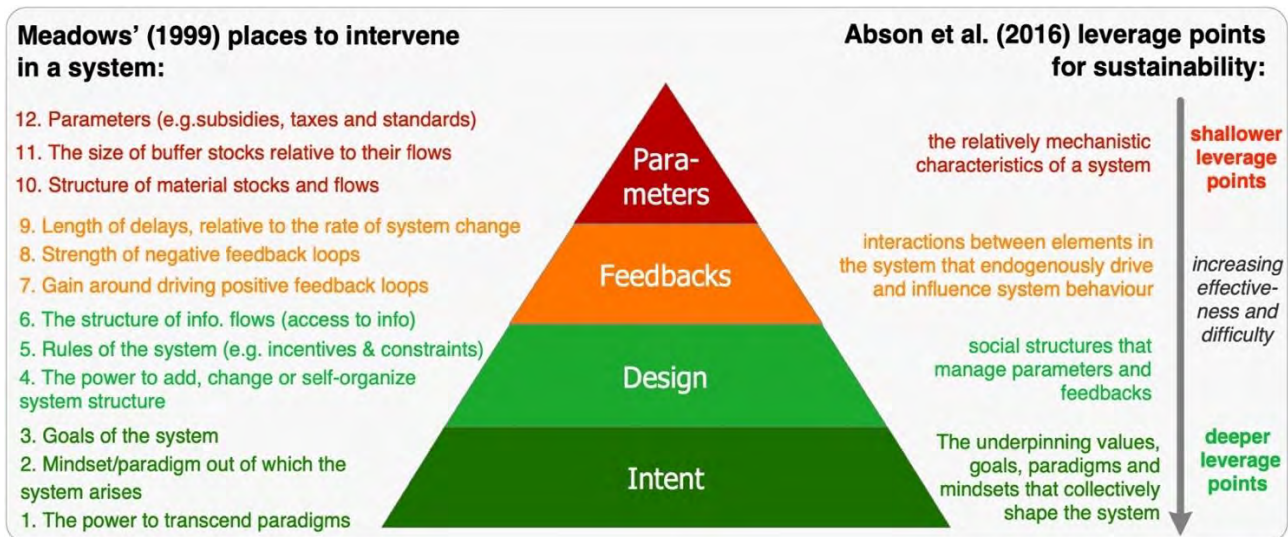 Meadows' (1999) places to intervene
in a system:
12. Parameters (e.g.subsidies, taxes and standards)
11. The size of buffer stocks relative to their flows
10. Structure of material stocks and flows
9. Length of delays, relative to the rate of system change
8. Strength of negative feedback loops
7. Gain around driving positive feedback loops
6. The structure of info. flows (access to info)
5. Rules of the system (e.g. incentives & constraints)
4. The power to add, change or self-organize
system structure
3. Goals of the system
2. Mindset/paradigm out of which the
system arises
1. The power to transcend paradigms
Para-
meters
Feedbacks
Design
Intent
Abson et al. (2016) leverage points
for sustainability:
the relatively mechanistic
characteristics of a system
interactions between elements in
the system that endogenously drive
and influence system behaviour
social structures that
manage parameters and
feedbacks
The underpinning values,
goals, paradigms and
mindsets that collectively
shape the system
shallower
leverage
points
increasing
effective-
ness and
difficulty
deeper
leverage
points